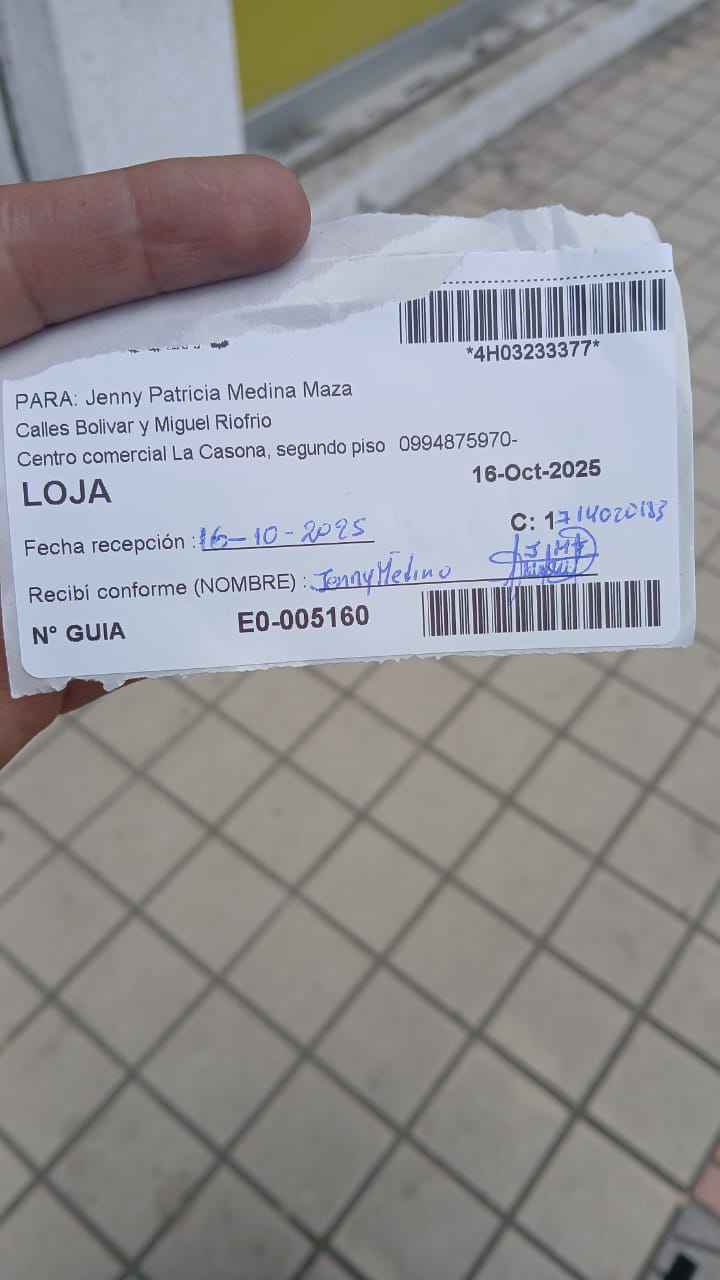 *4H03233377*
PARA: Jenny Patricia Medina Maza
Calles Bolivar y Miguel Riofrio
Centro comercial La Casona, segundo piso 0994875970-
LOJA 16-Oct-2025
Fecha recepción : 16-10-2025 C: 1714020183
Recibí conforme (NOMBRE) : Jenny Medina
N° GUIA E0-005160